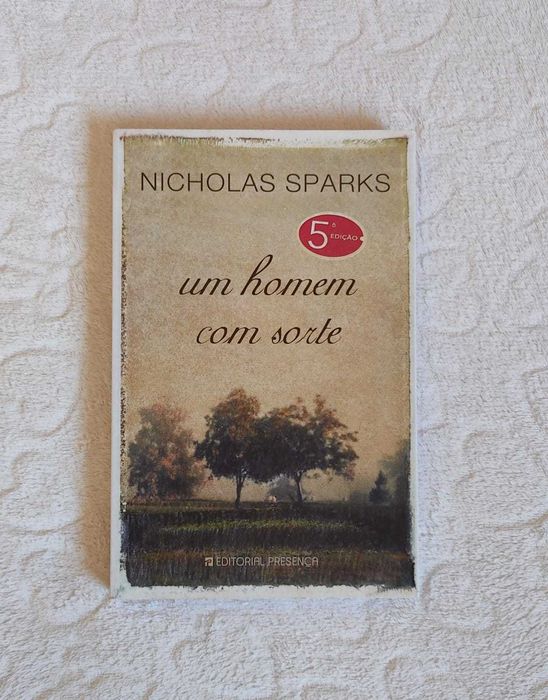 NICHOLAS SPARKS
5ª
EDIÇÃO
um homem
com sorte
EDITORIAL PRESENÇA